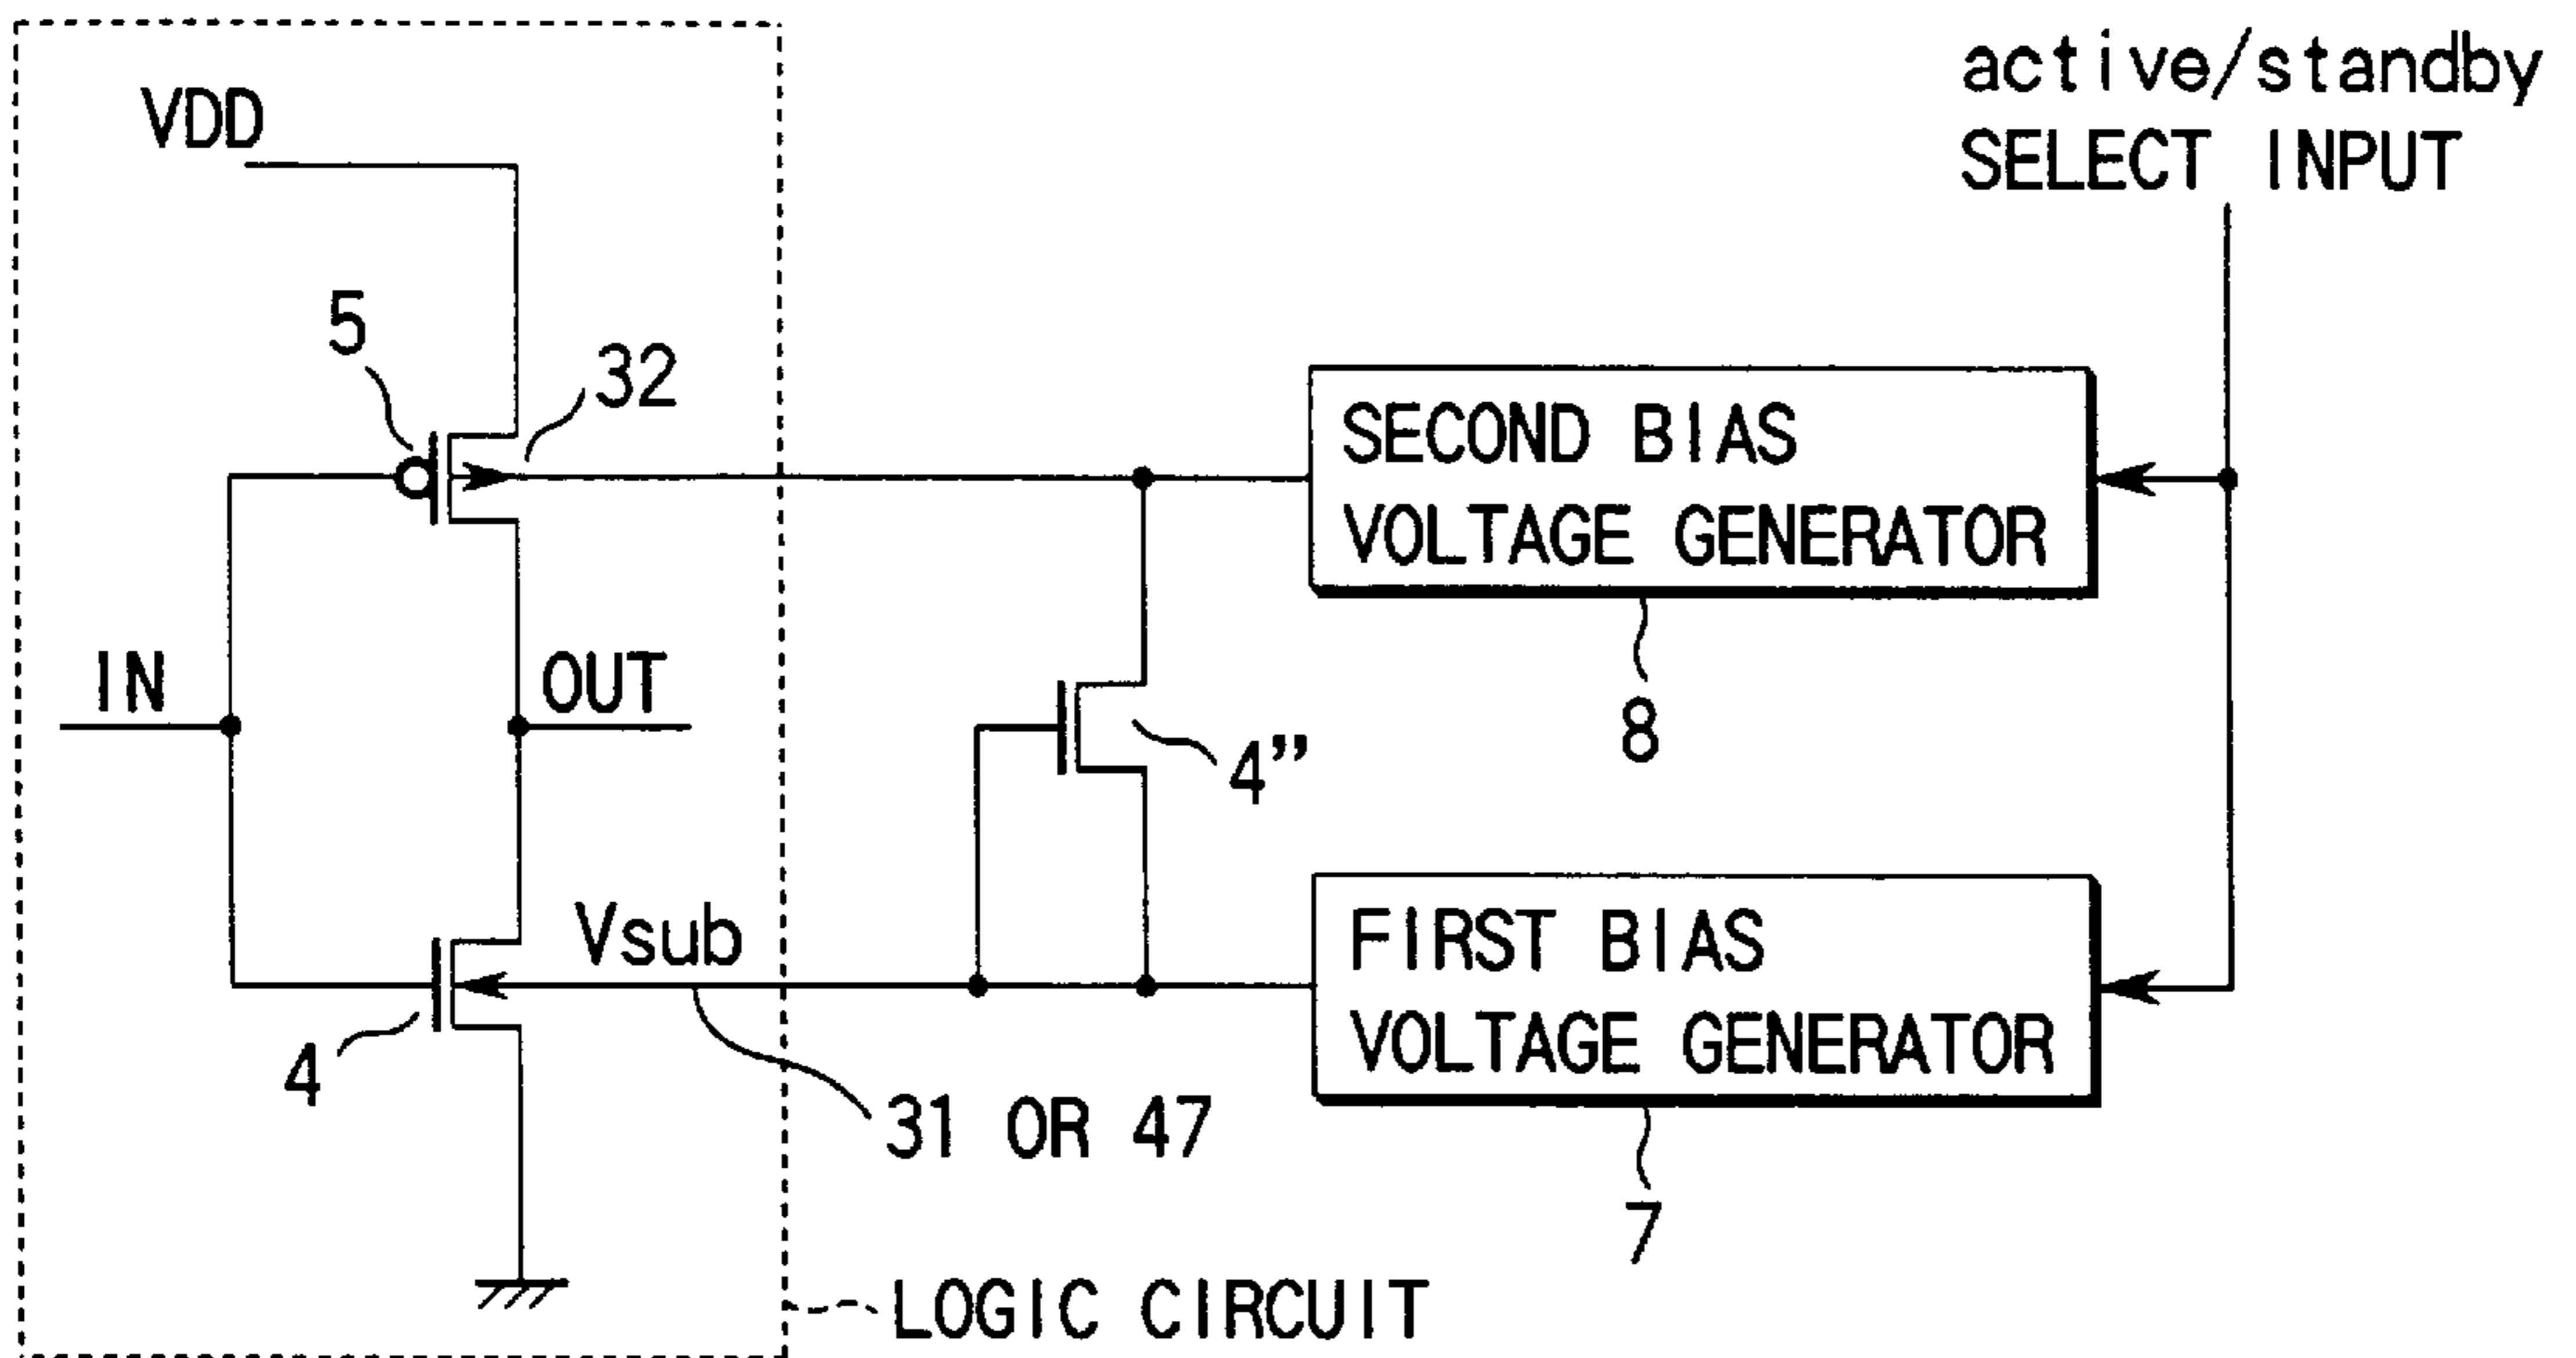 active/standby
SELECT INPUT
VDD
5
32
SECOND BIAS
VOLTAGE GENERATOR
IN
OUT
4”
8
Vsub
FIRST BIAS
VOLTAGE GENERATOR
4
31 OR 47
7
LOGIC CIRCUIT